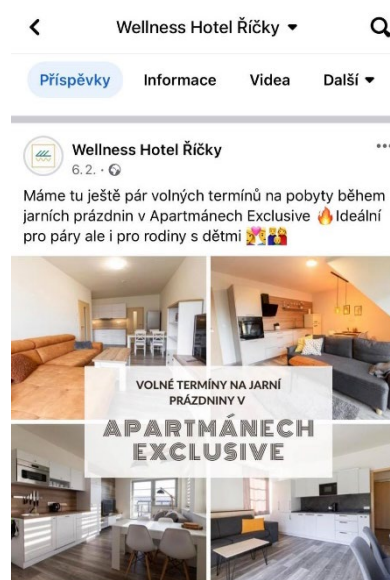 Wellness Hotel Říčky
Příspěvky Informace Videa Další
Wellness Hotel Říčky
6. 2. ·
Máme tu ještě pár volných termínů na pobyty během
jarních prázdnin v Apartmánech Exclusive 🔥 Ideální
pro páry ale i pro rodiny s dětmi
VOLNÉ TERMÍNY NA JARNÍ
PRÁZDNINY V
APARTMÁNECH
EXCLUSIVE